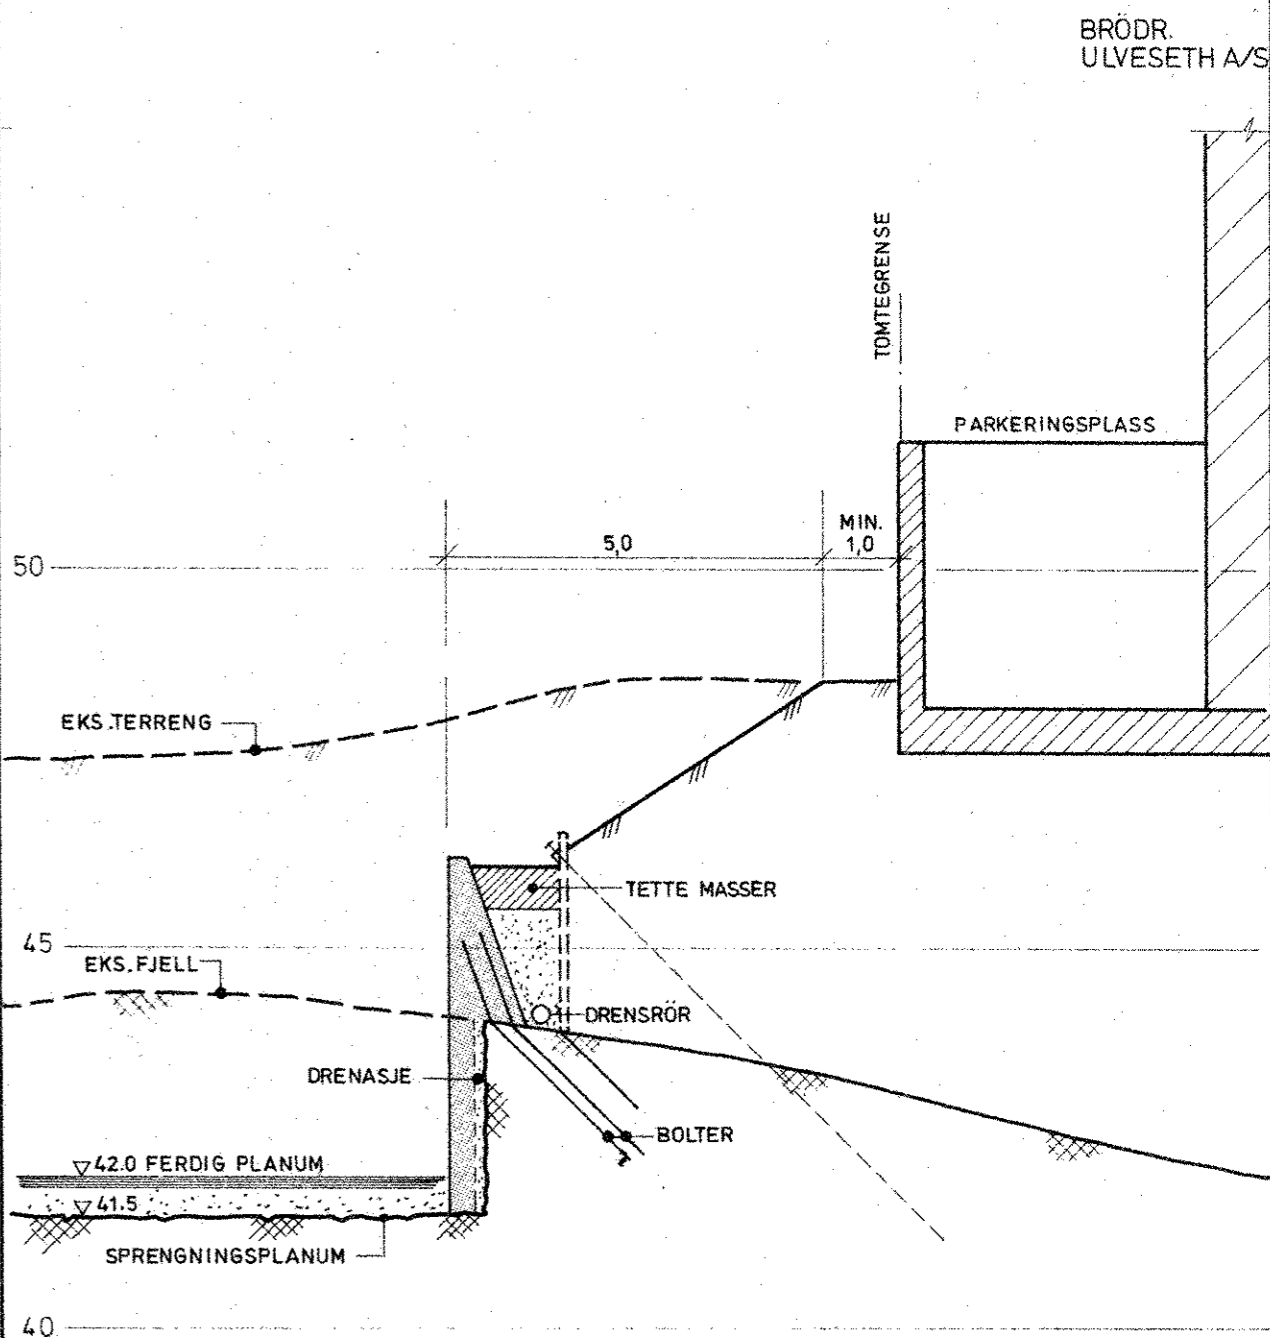 BRÖDR.
ULVESETH A/S
TOMTEGRENSE
PARKERINGSPLASS
MIN.
5,0
1,0
50
EKS.TERRENG
TETTE MASSER
45
EKS.FJELL
DRENSRÖR
DRENASJE
BOLTER
42.0 FERDIG PLANUM
41.5
SPRENGNINGSPLANUM
40